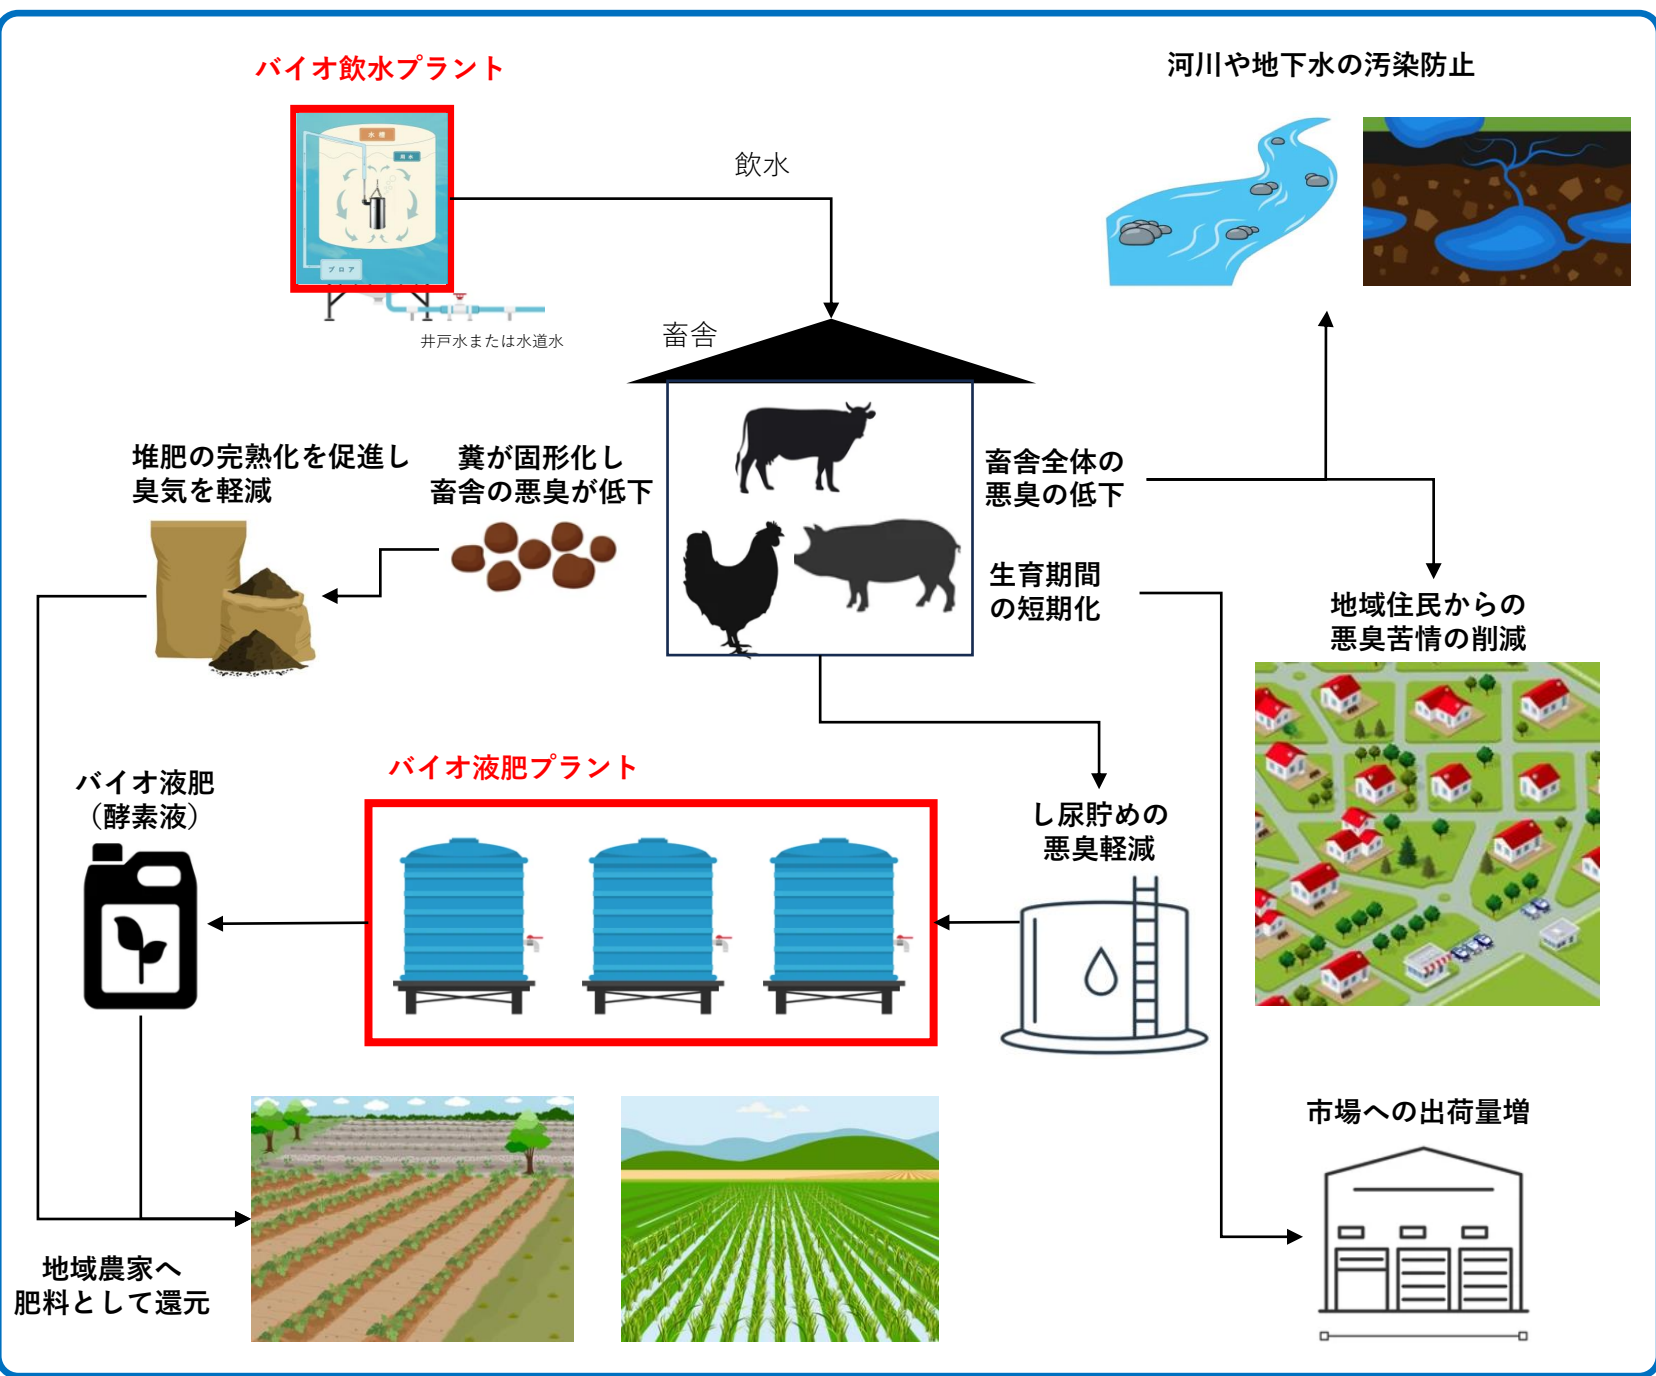 バイオ飲水プラント
河川や地下水の汚染防止
水槽
用水
ブロア
飲水
井戸水または水道水
畜舎
堆肥の完熟化を促進し
臭気を軽減
糞が固形化し
畜舎の悪臭が低下
畜舎全体の
悪臭の低下
生育期間
の短期化
地域住民からの
悪臭苦情の削減
バイオ液肥プラント
バイオ液肥
（酵素液）
し尿貯めの
悪臭軽減
市場への出荷量増
地域農家へ
肥料として還元